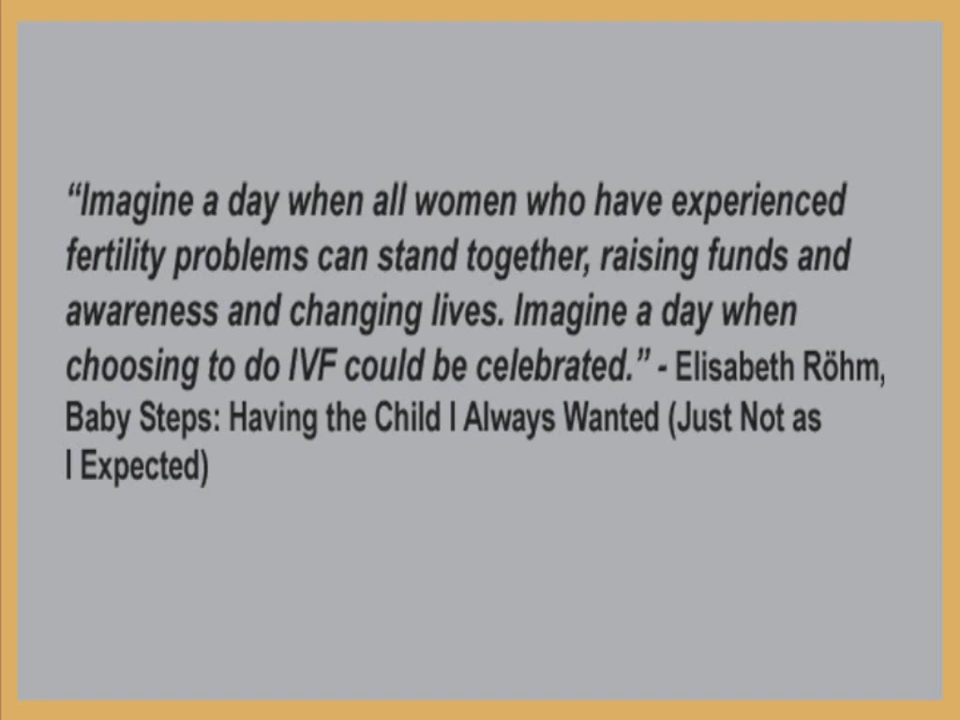 “Imagine a day when all women who have experienced
fertility problems can stand together, raising funds and
awareness and changing lives. Imagine a day when
choosing to do IVF could be celebrated.” - Elisabeth Röhm,
Baby Steps: Having the Child I Always Wanted (Just Not as
I Expected)